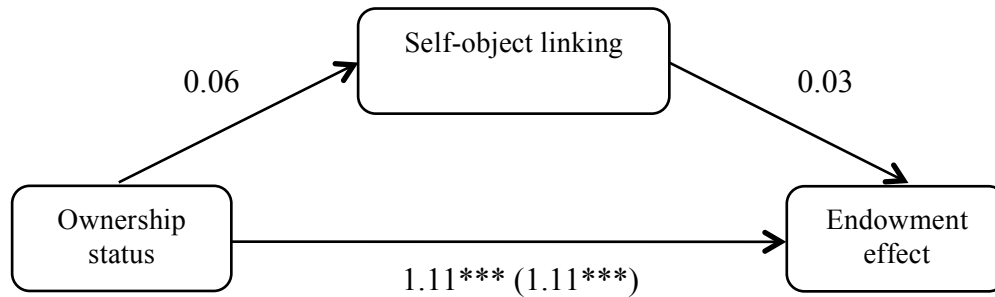 Self-object linking
0.06
0.03
Ownership
status
Endowment
effect
1.11*** (1.11***)